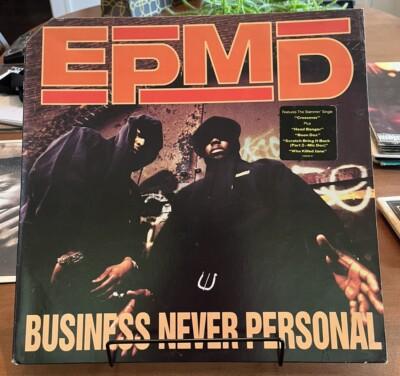 EPMD
Features The Slammin' Single
"Crossover"
Plus
"Head Banger"
"Boon Dox"
"Scratch Bring It Back
(Part 2 - Mic Doc)"
"Who Killed Jane"
BUSINESS NEVER PERSONAL